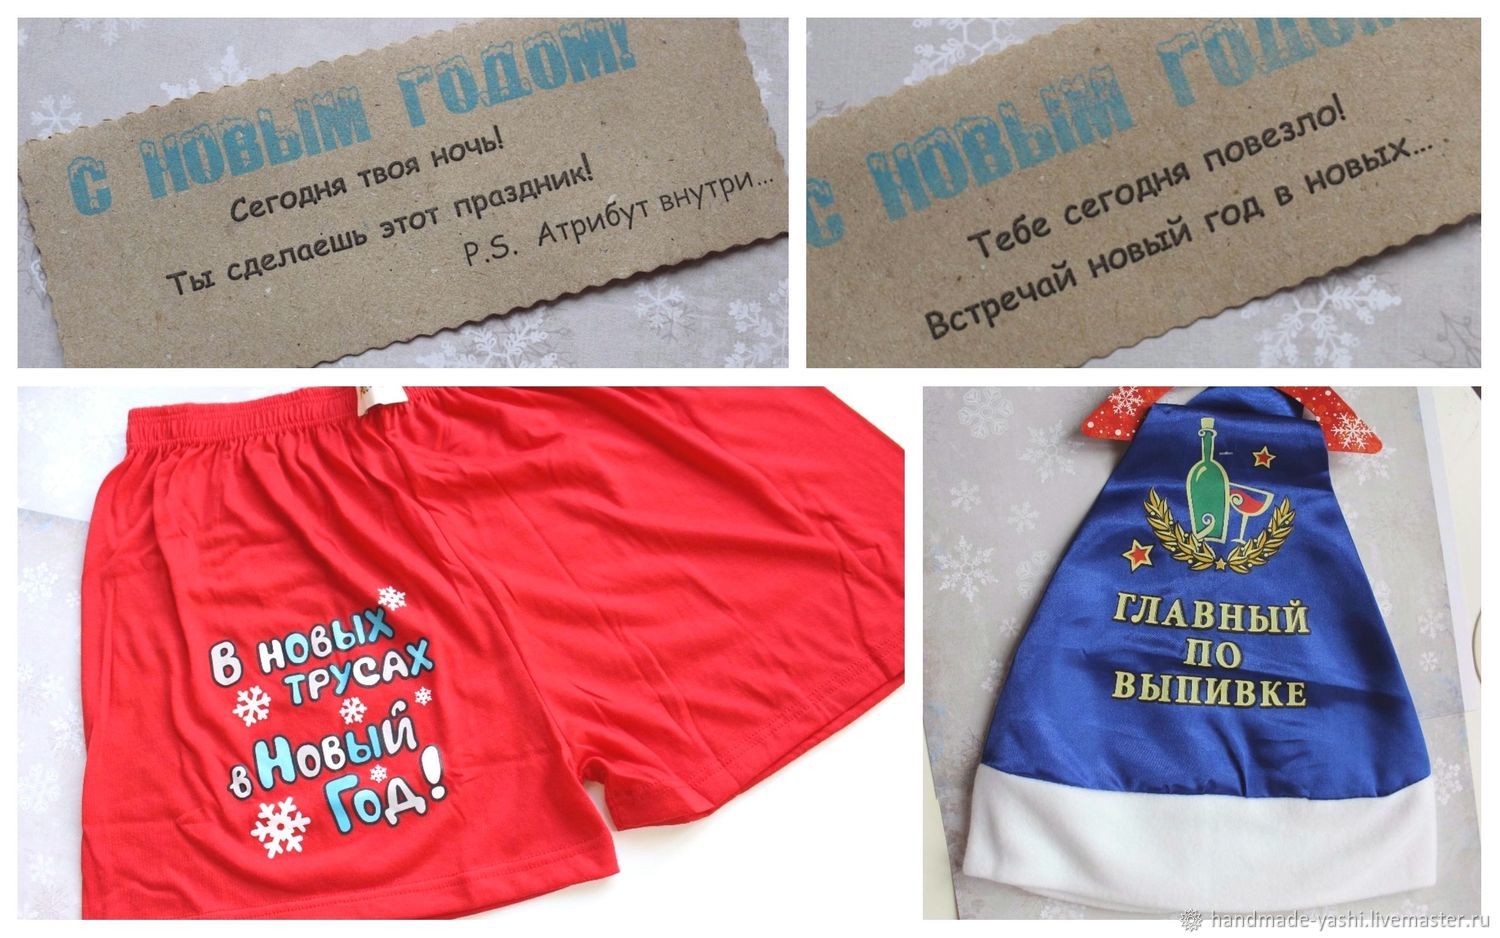 С НОВЫМ ГОДОМ!
Сегодня твоя ночь!
Ты сделаешь этот праздник!
P.S. Атрибут внутри...
С НОВЫМ ГОДОМ
Тебе сегодня повезло!
Встречай новый год в новых...
В НОВЫХ
ТРУСАХ
в Новый
Год!
ГЛАВНЫЙ
ПО
ВЫПИВКЕ
handmade-yashi.livemaster.ru